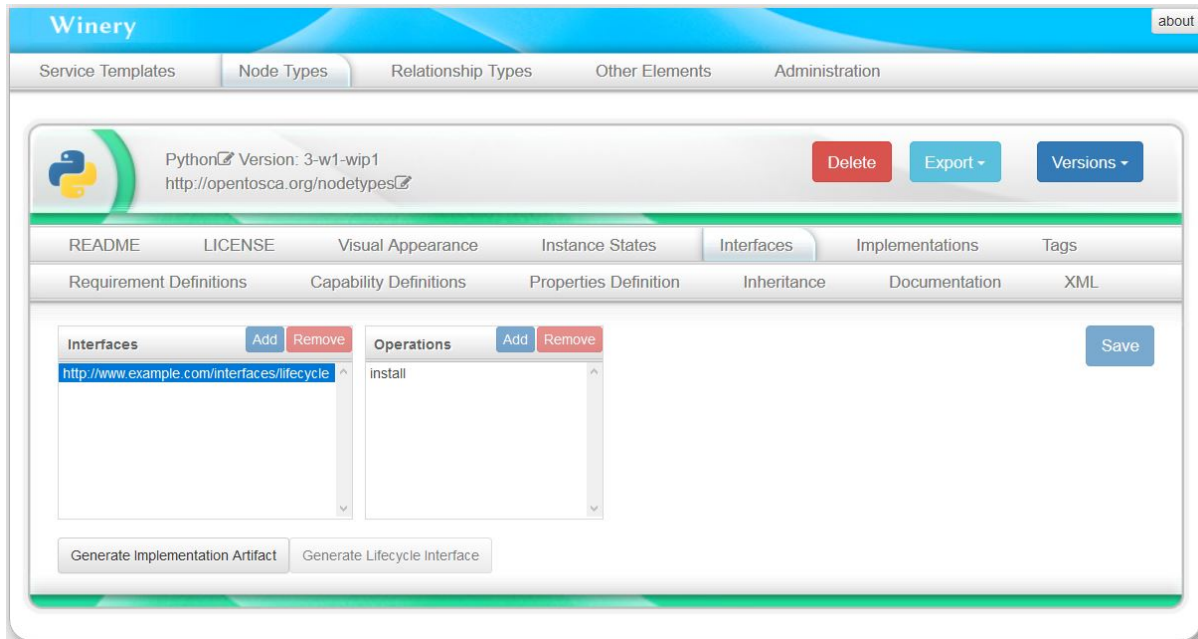 Winery
about
Service Templates Node Types Relationship Types Other Elements Administration
Python Version: 3-w1-wip1
http://opentosca.org/nodetypes
Delete Export Versions
README LICENSE Visual Appearance Instance States Interfaces Implementations Tags
Requirement Definitions Capability Definitions Properties Definition Inheritance Documentation XML
Interfaces Add Remove Operations Add Remove Save
http://www.example.com/interfaces/lifecycle install
Generate Implementation Artifact Generate Lifecycle Interface